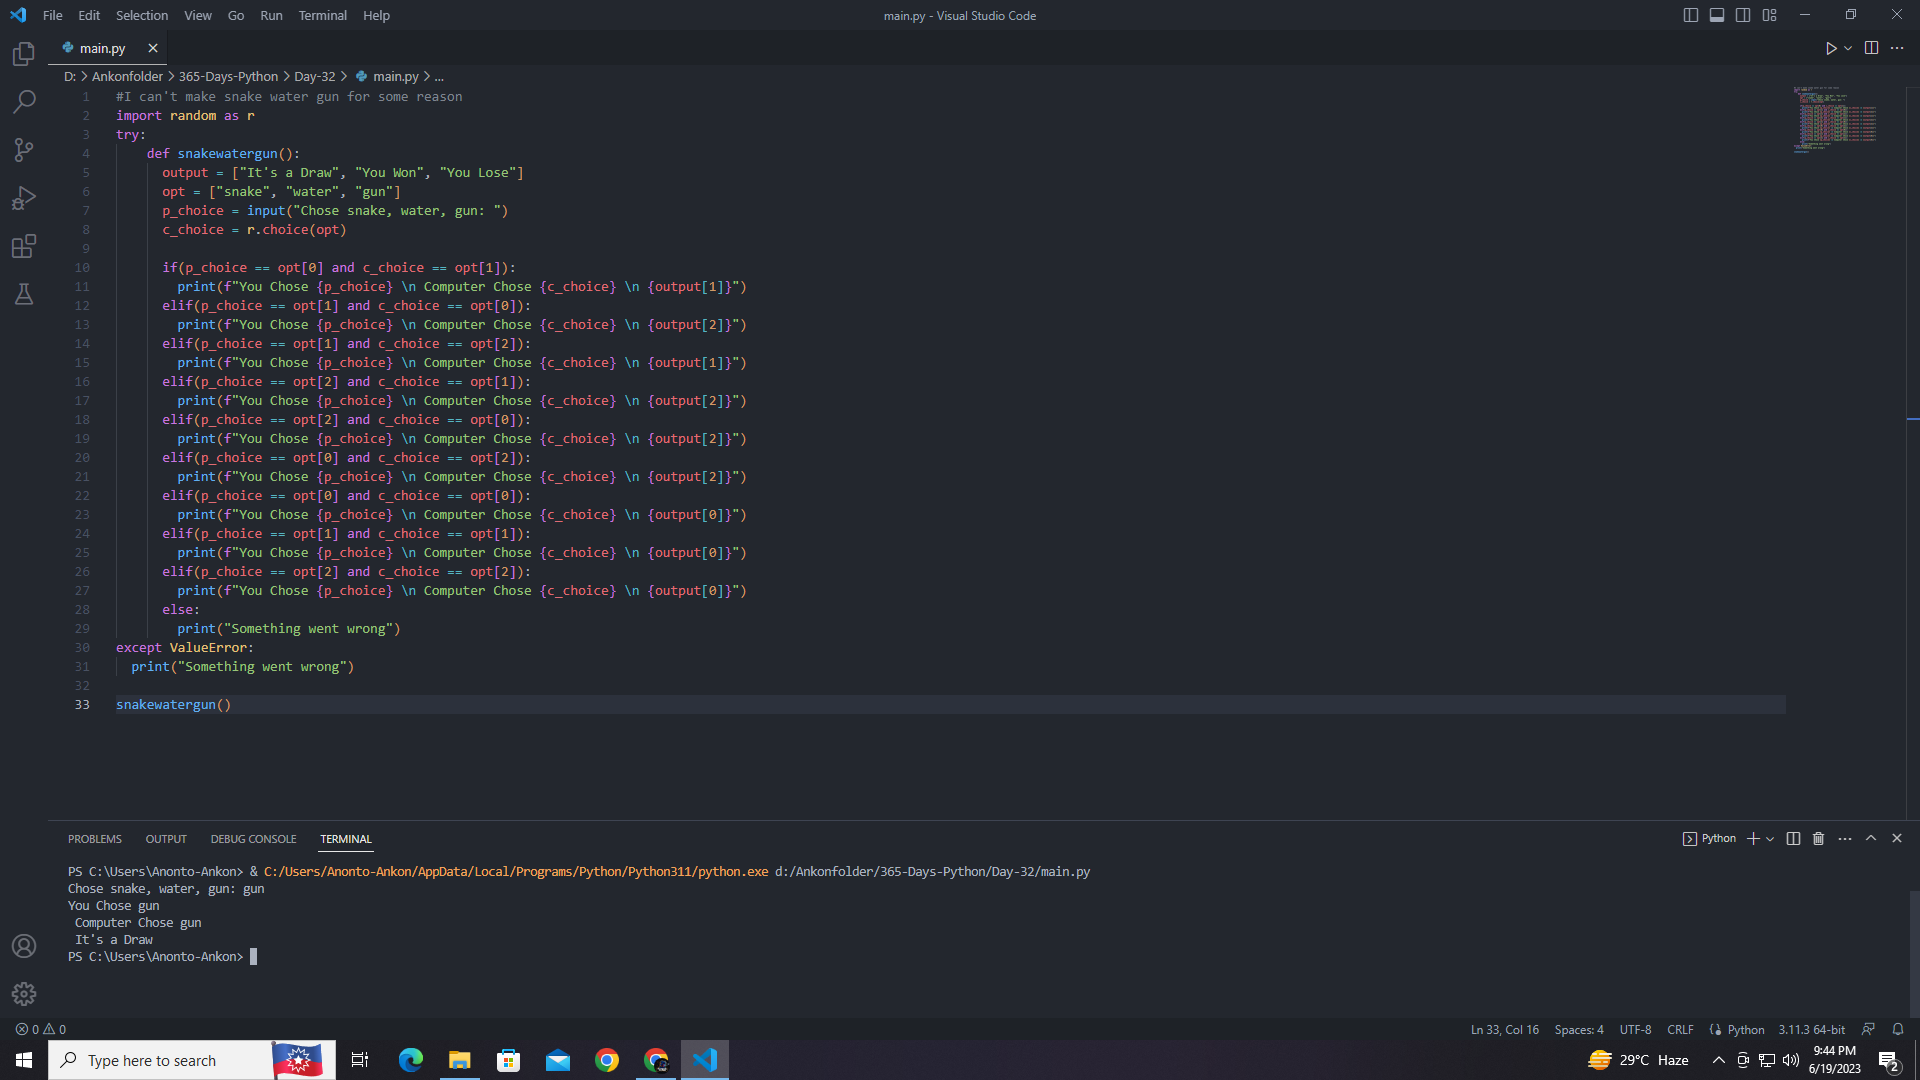 File Edit Selection View Go Run Terminal Help
main.py - Visual Studio Code
main.py
D: > Ankonfolder > 365-Days-Python > Day-32 > main.py > ...
1 #I can't make snake water gun for some reason
2 import random as r
3 try:
4     def snakewatergun():
5       output = ["It's a Draw", "You Won", "You Lose"]
6       opt = ["snake", "water", "gun"]
7       p_choice = input("Chose snake, water, gun: ")
8       c_choice = r.choice(opt)
9
10       if(p_choice == opt[0] and c_choice == opt[1]):
11         print(f"You Chose {p_choice} \n Computer Chose {c_choice} \n {output[1]}")
12       elif(p_choice == opt[1] and c_choice == opt[0]):
13         print(f"You Chose {p_choice} \n Computer Chose {c_choice} \n {output[2]}")
14       elif(p_choice == opt[1] and c_choice == opt[2]):
15         print(f"You Chose {p_choice} \n Computer Chose {c_choice} \n {output[1]}")
16       elif(p_choice == opt[2] and c_choice == opt[1]):
17         print(f"You Chose {p_choice} \n Computer Chose {c_choice} \n {output[2]}")
18       elif(p_choice == opt[2] and c_choice == opt[0]):
19         print(f"You Chose {p_choice} \n Computer Chose {c_choice} \n {output[2]}")
20       elif(p_choice == opt[0] and c_choice == opt[2]):
21         print(f"You Chose {p_choice} \n Computer Chose {c_choice} \n {output[2]}")
22       elif(p_choice == opt[0] and c_choice == opt[0]):
23         print(f"You Chose {p_choice} \n Computer Chose {c_choice} \n {output[0]}")
24       elif(p_choice == opt[1] and c_choice == opt[1]):
25         print(f"You Chose {p_choice} \n Computer Chose {c_choice} \n {output[0]}")
26       elif(p_choice == opt[2] and c_choice == opt[2]):
27         print(f"You Chose {p_choice} \n Computer Chose {c_choice} \n {output[0]}")
28       else:
29         print("Something went wrong")
30 except ValueError:
31   print("Something went wrong")
32
33 snakewatergun()
PROBLEMS OUTPUT DEBUG CONSOLE TERMINAL
Python
PS C:\Users\Anonto-Ankon> & C:/Users/Anonto-Ankon/AppData/Local/Programs/Python/Python311/python.exe d:/Ankonfolder/365-Days-Python/Day-32/main.py
Chose snake, water, gun: gun
You Chose gun
 Computer Chose gun
 It's a Draw
PS C:\Users\Anonto-Ankon>
0 0
Ln 33, Col 16 Spaces: 4 UTF-8 CRLF Python 3.11.3 64-bit
Type here to search
29°C Haze
9:44 PM
6/19/2023
2